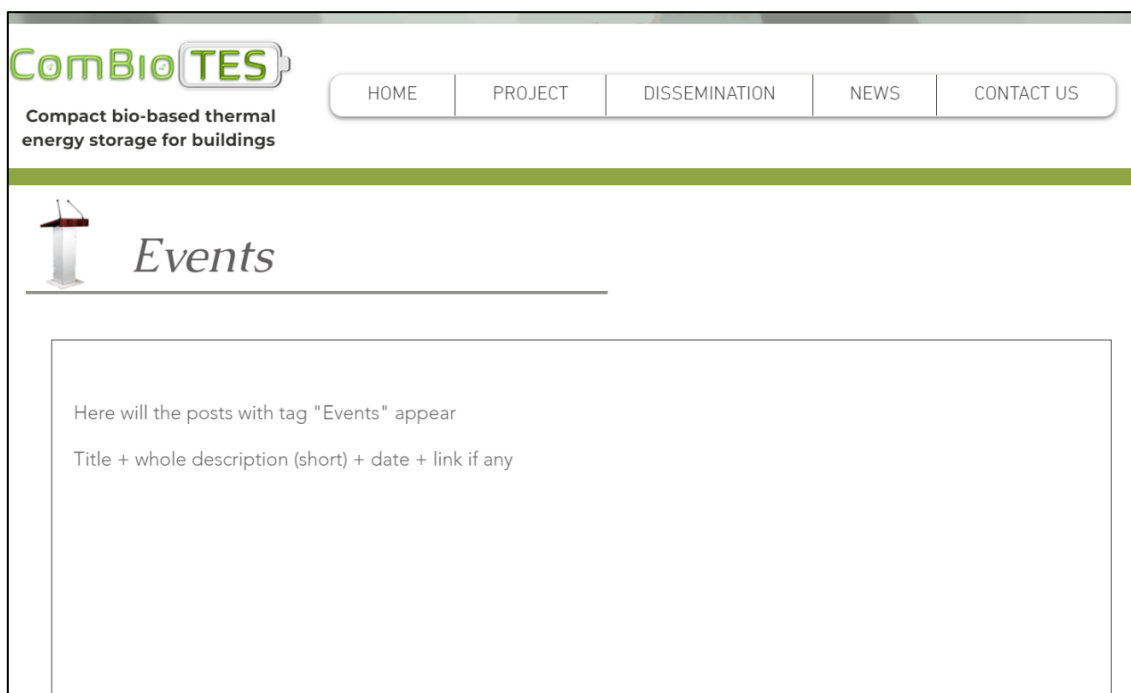 ComBioTES
Compact bio-based thermal
energy storage for buildings
HOME PROJECT DISSEMINATION NEWS CONTACT US
Events
Here will the posts with tag "Events" appear
Title + whole description (short) + date + link if any